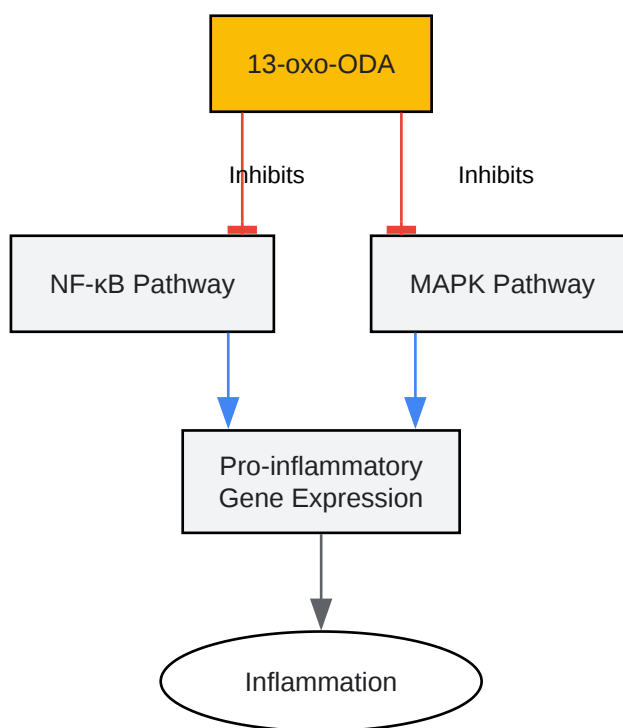 13-oxo-ODA
Inhibits
Inhibits
NF-κB Pathway
MAPK Pathway
Pro-inflammatory
Gene Expression
Inflammation